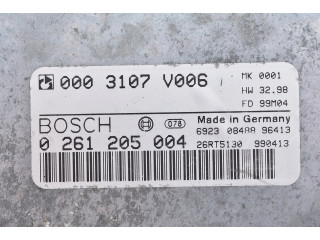 000 3107 V006 MK 0001
HW 32.98
FD 99M04
BOSCH 078 Made in Germany
6923 084AA 96413
0 261 205 004 26RT5130 990413